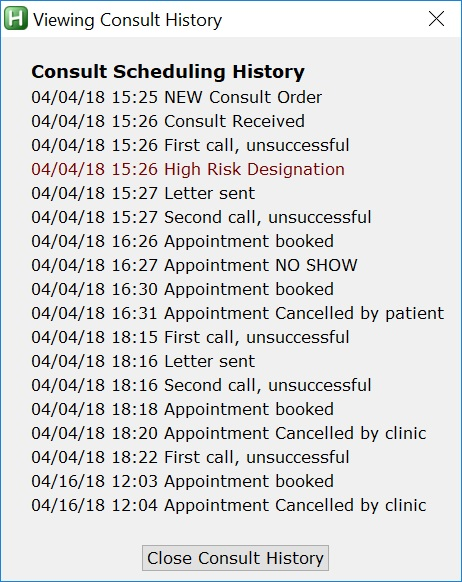 H Viewing Consult History
Consult Scheduling History
04/04/18 15:25 NEW Consult Order
04/04/18 15:26 Consult Received
04/04/18 15:26 First call, unsuccessful
04/04/18 15:26 High Risk Designation
04/04/18 15:27 Letter sent
04/04/18 15:27 Second call, unsuccessful
04/04/18 16:26 Appointment booked
04/04/18 16:27 Appointment NO SHOW
04/04/18 16:30 Appointment booked
04/04/18 16:31 Appointment Cancelled by patient
04/04/18 18:15 First call, unsuccessful
04/04/18 18:16 Letter sent
04/04/18 18:16 Second call, unsuccessful
04/04/18 18:18 Appointment booked
04/04/18 18:20 Appointment Cancelled by clinic
04/04/18 18:22 First call, unsuccessful
04/16/18 12:03 Appointment booked
04/16/18 12:04 Appointment Cancelled by clinic
Close Consult History